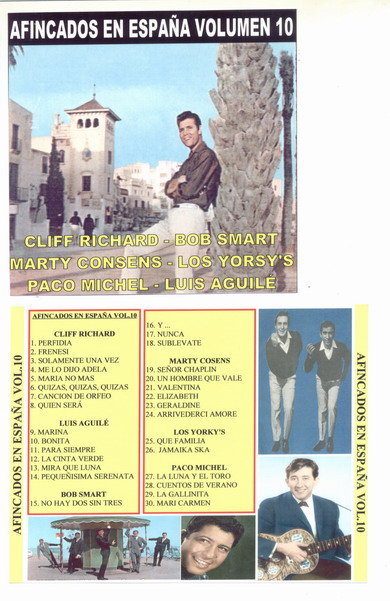 AFINCADOS EN ESPAÑA VOLUMEN 10
CLIFF RICHARD - BOB SMART
MARTY CONSENS - LOS YORSY'S
PACO MICHEL - LUIS AGUILÉ
AFINCADOS EN ESPAÑA VOL.10
AFINCADOS EN ESPAÑA VOL.10
CLIFF RICHARD
1. PERFIDIA
2. FRENESI
3. SOLAMENTE UNA VEZ
4. ME LO DIJO ADELA
5. MARIA NO MAS
6. QUIZAS, QUIZAS, QUIZAS
7. CANCION DE ORFEO
8. QUIEN SERÁ
LUIS AGUILÉ
9. MARINA
10. BONITA
11. PARA SIEMPRE
12. LA CINTA VERDE
13. MIRA QUE LUNA
14. PEQUEÑISIMA SERENATA
BOB SMART
15. NO HAY DOS SIN TRES
16. Y ...
17. NUNCA
18. SUBLEVATE
MARTY COSENS
19. SEÑOR CHAPLIN
20. UN HOMBRE QUE VALE
21. VALENTINA
22. ELIZABETH
23. GERALDINE
24. ARRIVEDERCI AMORE
LOS YORKY'S
25. QUE FAMILIA
26. JAMAIKA SKA
PACO MICHEL
27. LA LUNA Y EL TORO
28. CUENTOS DE VERANO
29. LA GALLINITA
30. MARI CARMEN
AFINCADOS EN ESPAÑA VOL.10